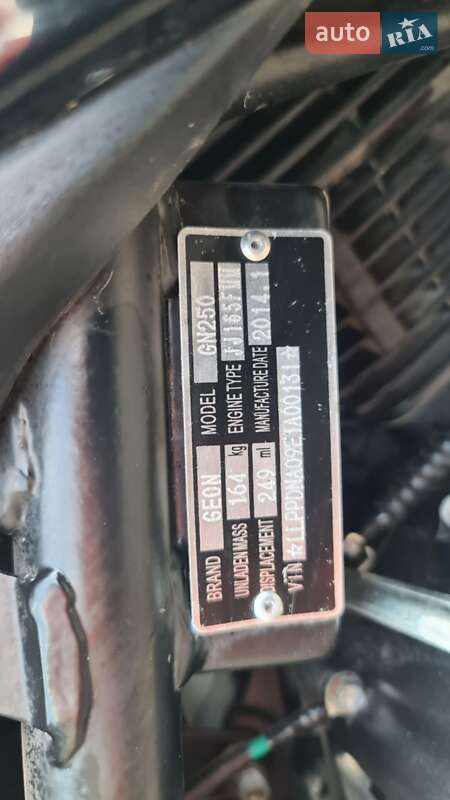 auto RIA
.com
BRAND GEON MODEL GN250
UNLADEN MASS 164 kg ENGINE TYPE JJ165FMM
DISPLACEMENT 249 ml MANUFACTURE DATE 2014.1
VIN